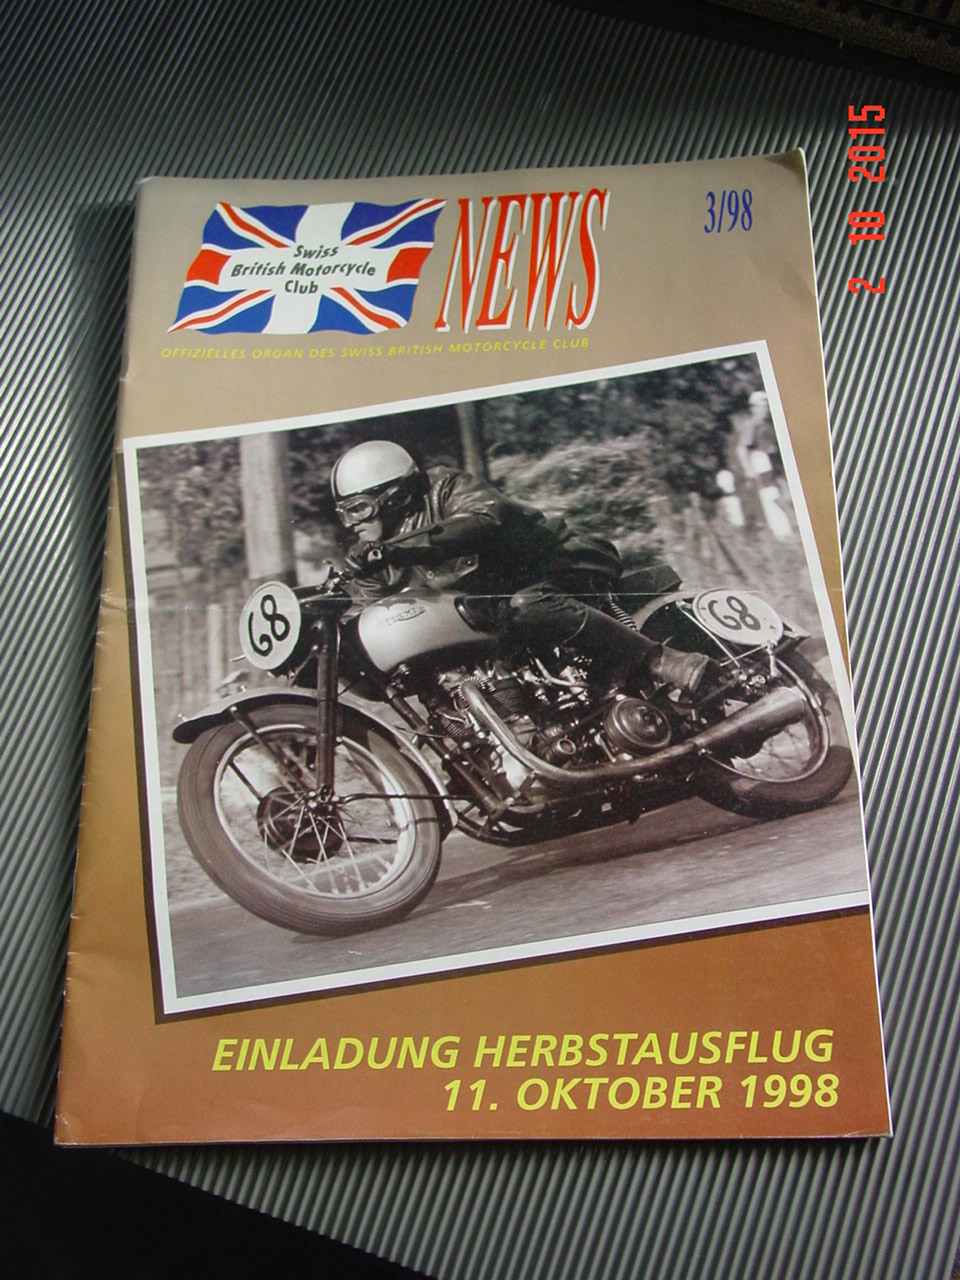 Swiss
British Motorcycle
Club
NEWS
3/98
OFFIZIELLES ORGAN DES SWISS BRITISH MOTORCYCLE CLUB
68
68
EINLADUNG HERBSTAUSFLUG
11. OKTOBER 1998
2 10 2015